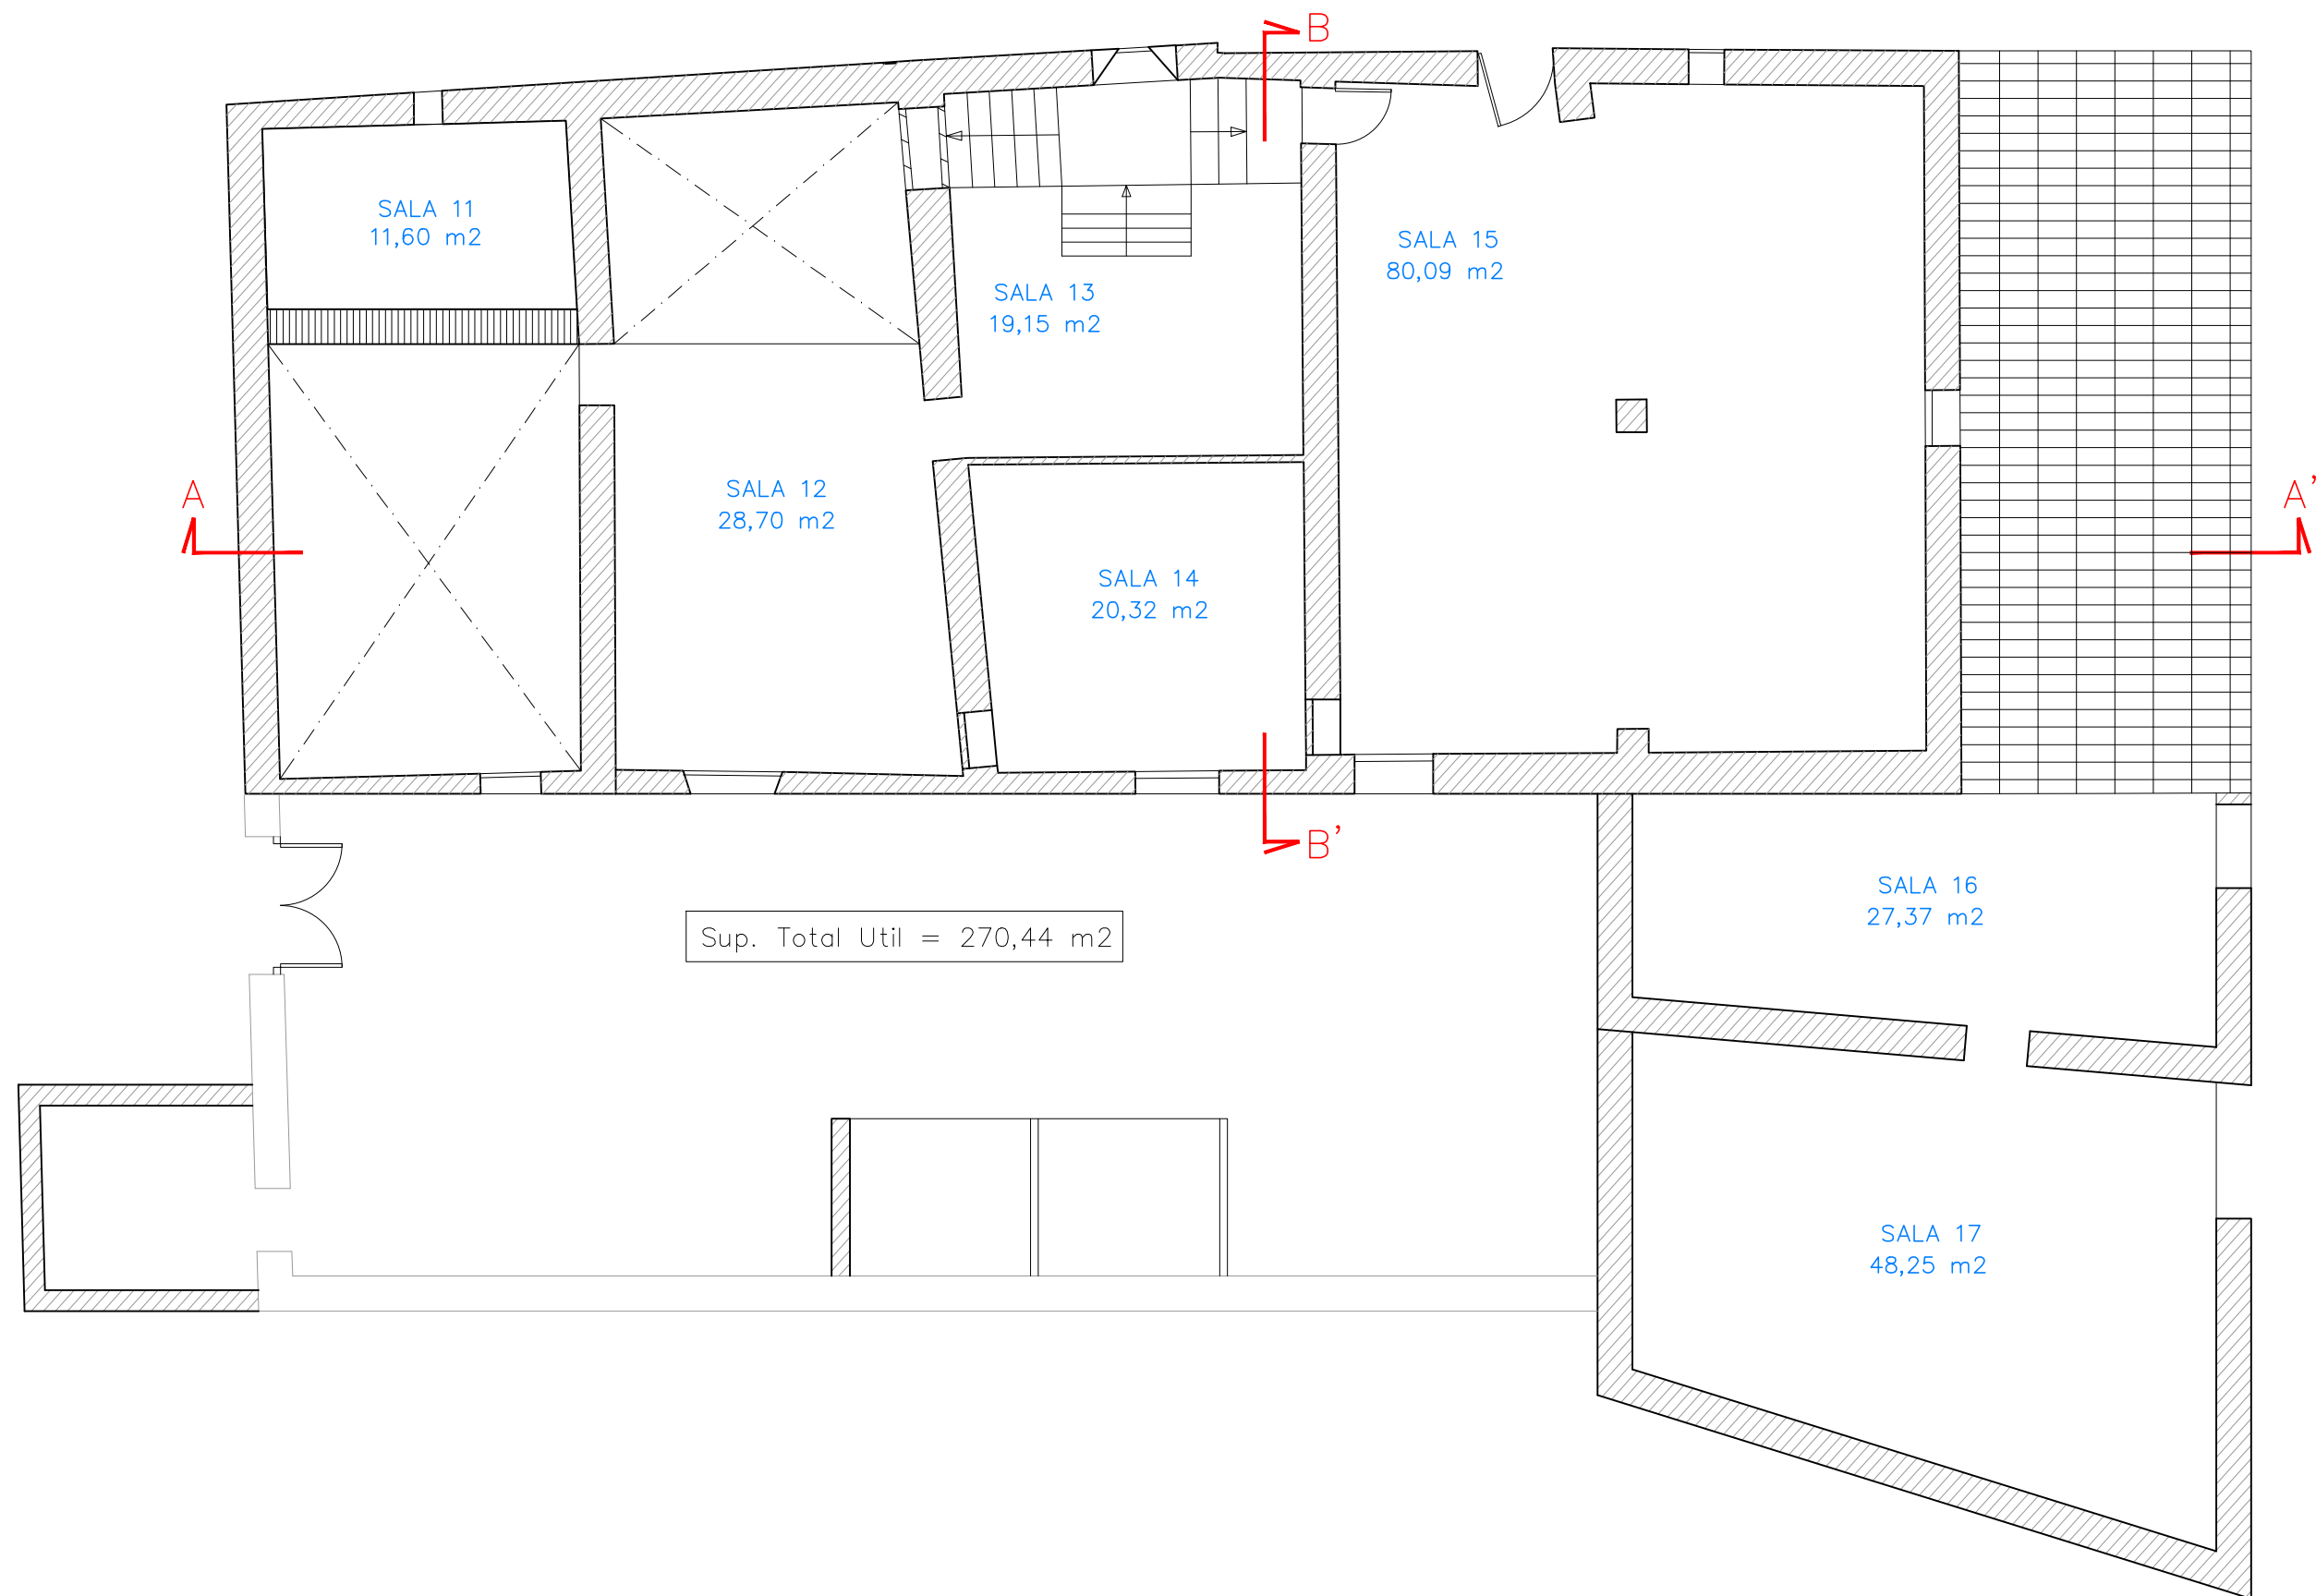 B
SALA 11
11,60 m2
SALA 15
80,09 m2
SALA 13
19,15 m2
A
SALA 12
28,70 m2
A'
SALA 14
20,32 m2
B'
SALA 16
27,37 m2
Sup. Total Util = 270,44 m2
SALA 17
48,25 m2